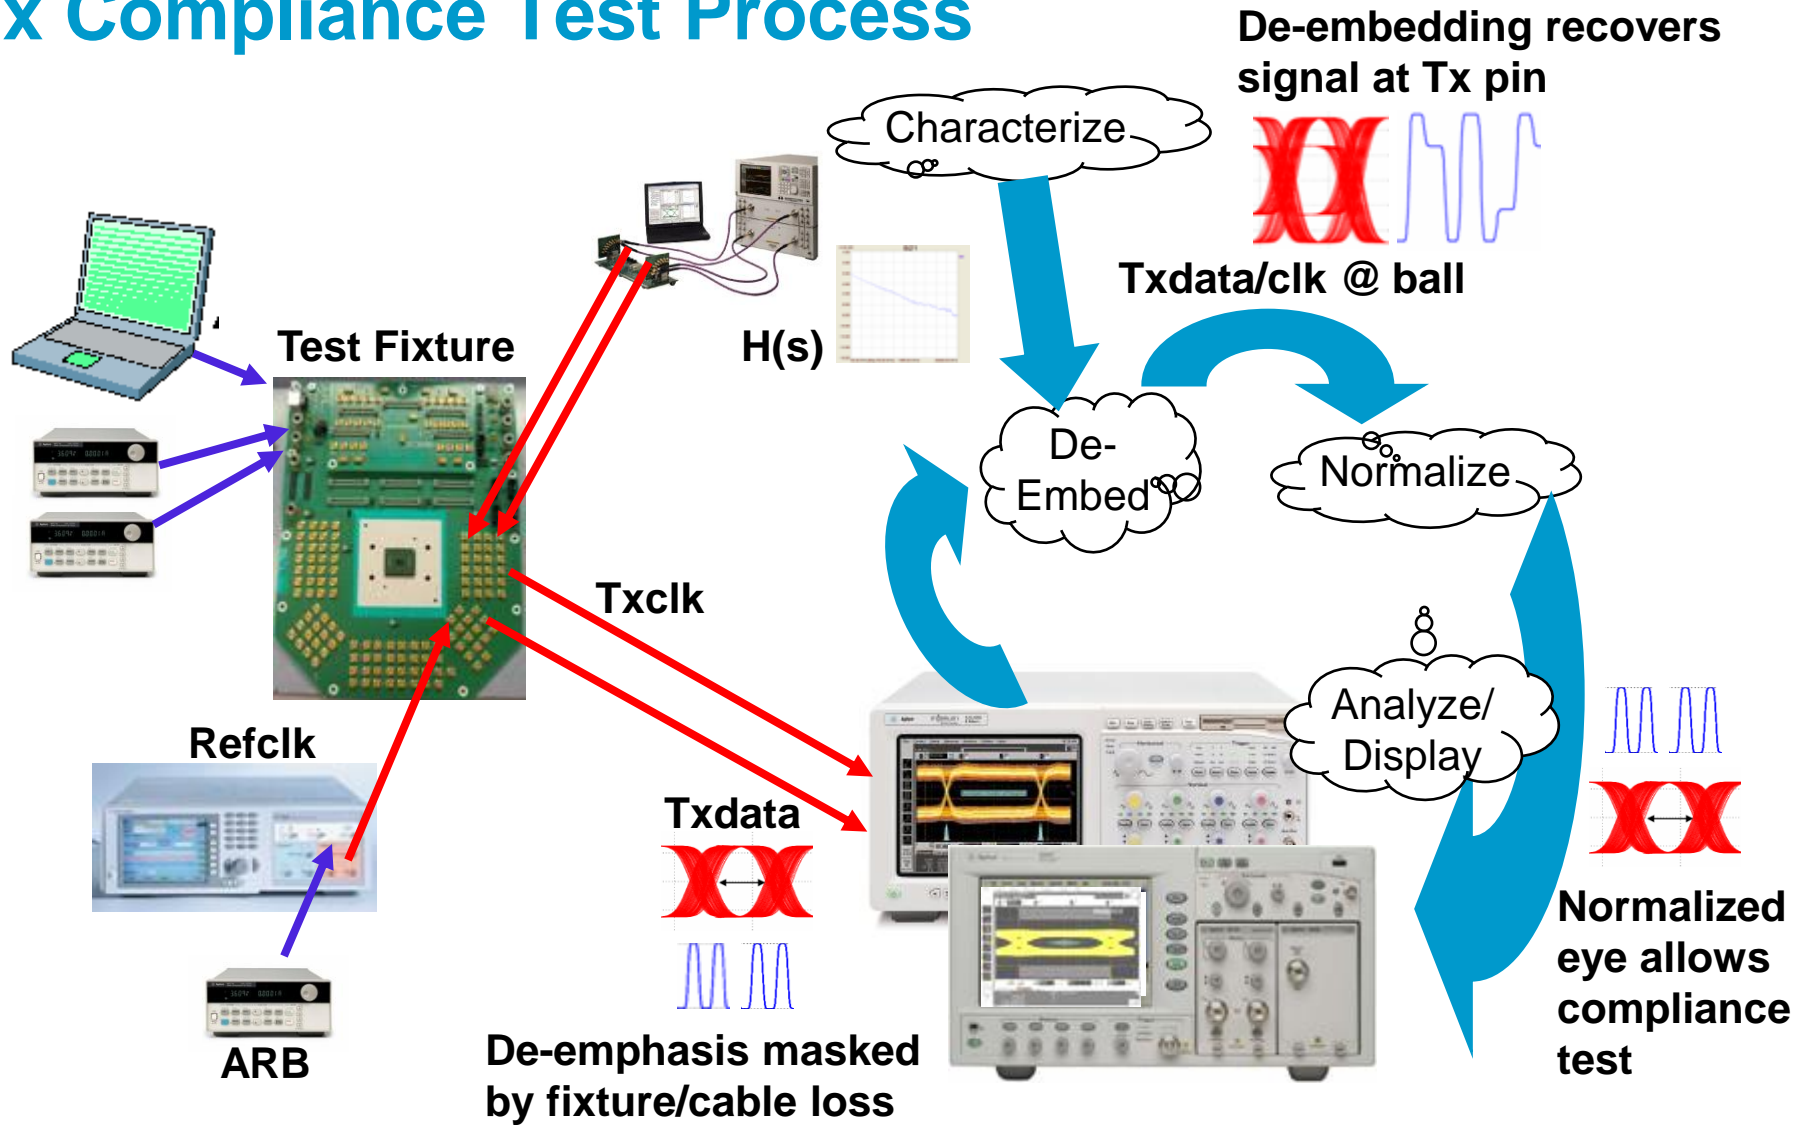 x Compliance Test Process
De-embedding recovers
signal at Tx pin
Characterize
Txdata/clk @ ball
H(s)
Test Fixture
De-
Embed
Normalize
Txclk
Analyze/
Display
Refclk
Txdata
Normalized
eye allows
compliance
test
ARB
De-emphasis masked
by fixture/cable loss